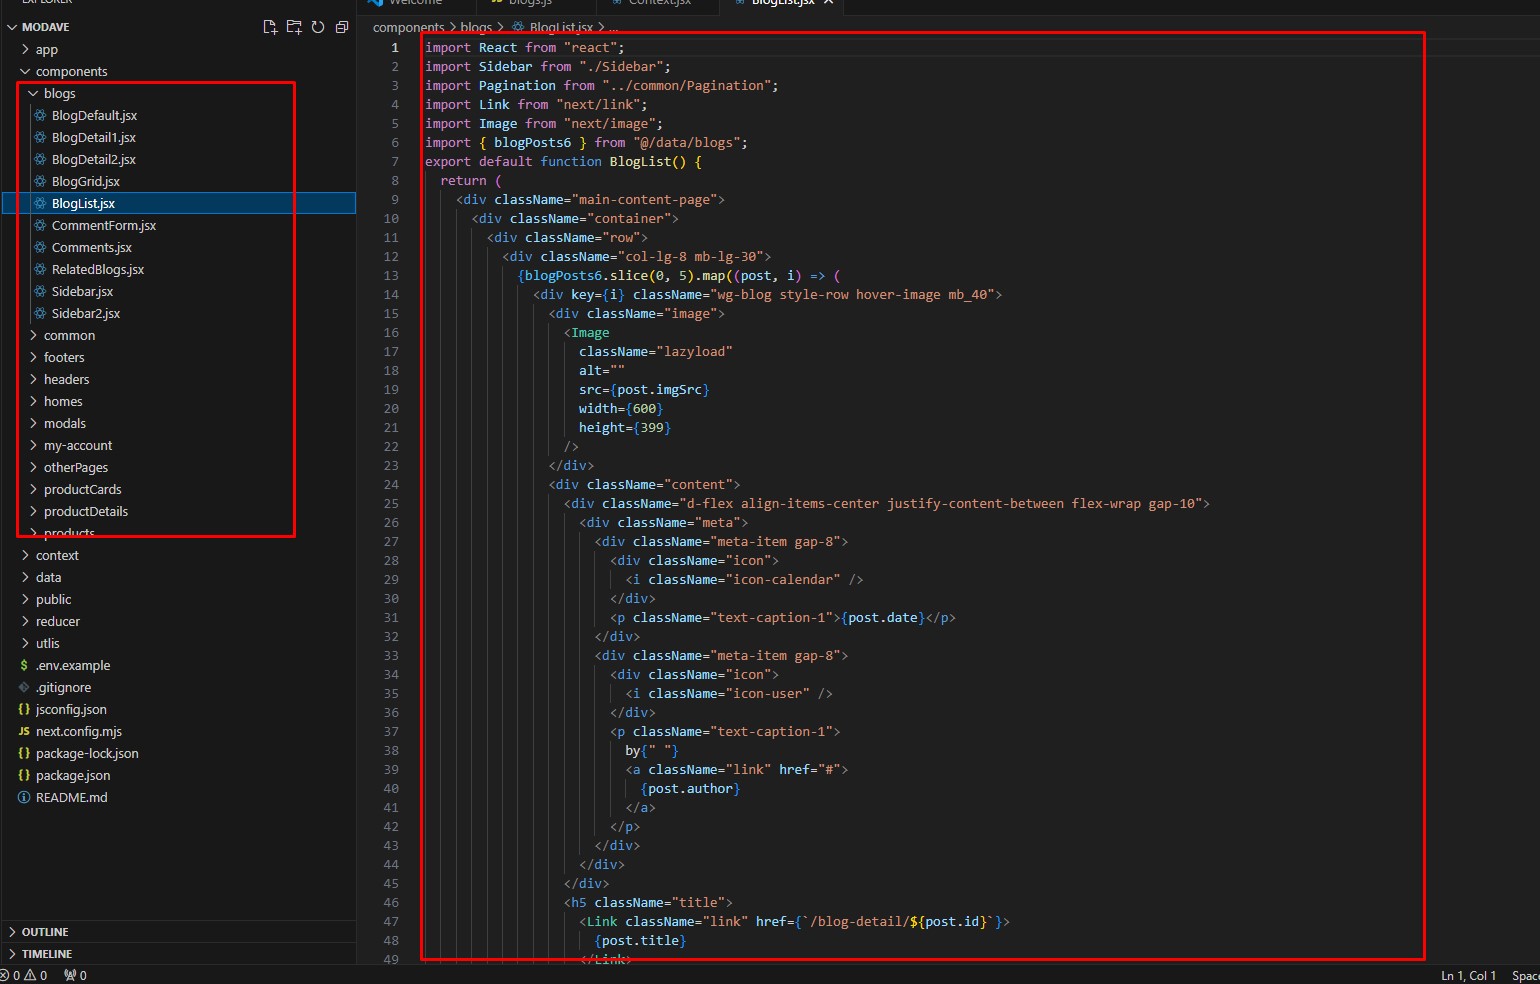 EXPLORER
Welcome
blogs.js
Context.jsx
BlogList.jsx
MODAVE
components > blogs > BlogList.jsx > ...
app
components
blogs
BlogDefault.jsx
BlogDetail1.jsx
BlogDetail2.jsx
BlogGrid.jsx
BlogList.jsx
CommentForm.jsx
Comments.jsx
RelatedBlogs.jsx
Sidebar.jsx
Sidebar2.jsx
common
footers
headers
homes
modals
my-account
otherPages
productCards
productDetails
products
context
data
public
reducer
utlis
$ .env.example
.gitignore
{} jsconfig.json
JS next.config.mjs
{} package-lock.json
{} package.json
README.md
OUTLINE
TIMELINE
1 import React from "react";
2 import Sidebar from "./Sidebar";
3 import Pagination from "../common/Pagination";
4 import Link from "next/link";
5 import Image from "next/image";
6 import { blogPosts6 } from "@/data/blogs";
7 export default function BlogList() {
8 return (
9 <div className="main-content-page">
10 <div className="container">
11 <div className="row">
12 <div className="col-lg-8 mb-lg-30">
13 {blogPosts6.slice(0, 5).map((post, i) => (
14 <div key={i} className="wg-blog style-row hover-image mb_40">
15 <div className="image">
16 <Image
17 className="lazyload"
18 alt=""
19 src={post.imgSrc}
20 width={600}
21 height={399}
22 />
23 </div>
24 <div className="content">
25 <div className="d-flex align-items-center justify-content-between flex-wrap gap-10">
26 <div className="meta">
27 <div className="meta-item gap-8">
28 <div className="icon">
29 <i className="icon-calendar" />
30 </div>
31 <p className="text-caption-1">{post.date}</p>
32 </div>
33 <div className="meta-item gap-8">
34 <div className="icon">
35 <i className="icon-user" />
36 </div>
37 <p className="text-caption-1">
38 by{" "}
39 <a className="link" href="#">
40 {post.author}
41 </a>
42 </p>
43 </div>
44 </div>
45 </div>
46 <h5 className="title">
47 <Link className="link" href={`/blog-detail/${post.id}`}>
48 {post.title}
49 </Link>
0 0 0
Ln 1, Col 1